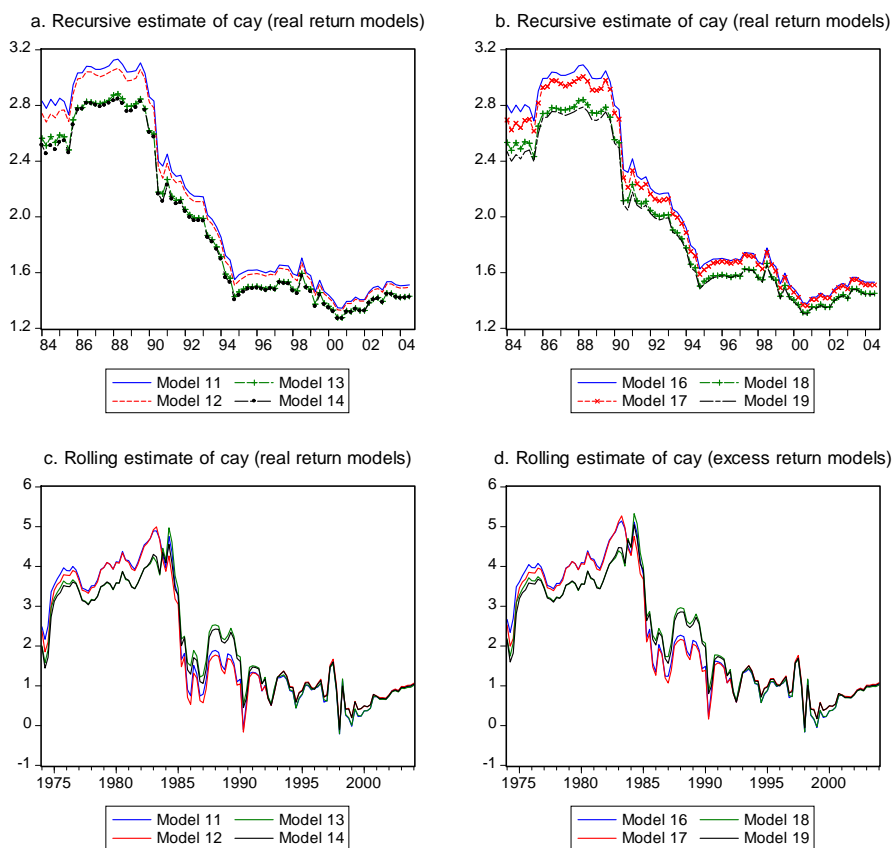 a. Recursive estimate of cay (real return models)
3.2
2.8
2.4
2.0
1.6
1.2
84 86 88 90 92 94 96 98 00 02 04
Model 11 Model 13
Model 12 Model 14
b. Recursive estimate of cay (real return models)
3.2
2.8
2.4
2.0
1.6
1.2
84 86 88 90 92 94 96 98 00 02 04
Model 16 Model 18
Model 17 Model 19
c. Rolling estimate of cay (real return models)
6
5
4
3
2
1
0
-1
1975 1980 1985 1990 1995 2000
Model 11 Model 13
Model 12 Model 14
d. Rolling estimate of cay (excess return models)
6
5
4
3
2
1
0
-1
1975 1980 1985 1990 1995 2000
Model 16 Model 18
Model 17 Model 19